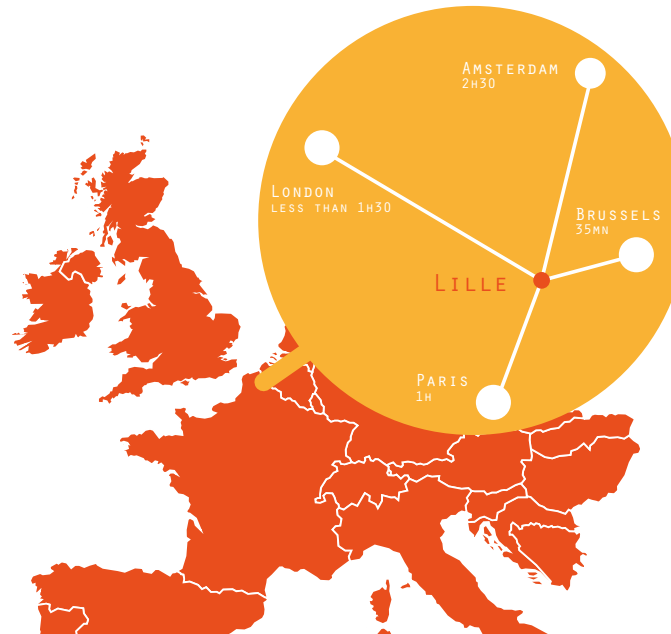 AMSTERDAM
2H30
LONDON
LESS THAN 1H30
BRUSSELS
35MN
LILLE
PARIS
1H